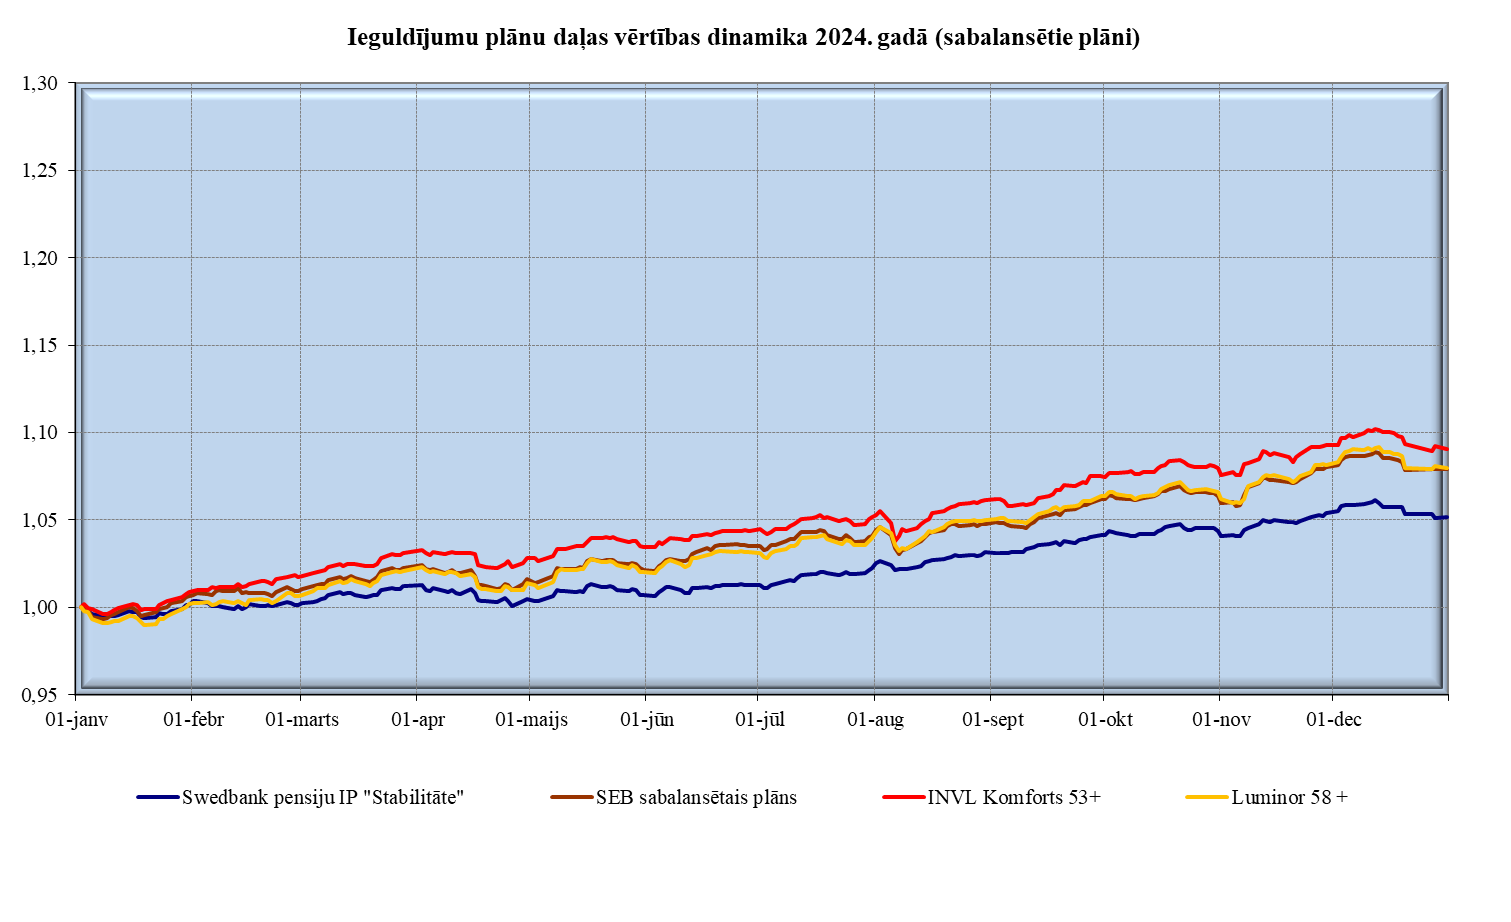 Ieguldījumu plānu daļas vērtības dinamika 2024. gadā (sabalansētie plāni)
1,30
1,25
1,20
1,15
1,10
1,05
1,00
0,95
01-janv 01-febr 01-marts 01-apr 01-maijs 01-jūn 01-jūl 01-aug 01-sept 01-okt 01-nov 01-dec
Swedbank pensiju IP "Stabilitāte" SEB sabalansētais plāns INVL Komforts 53+ Luminor 58 +